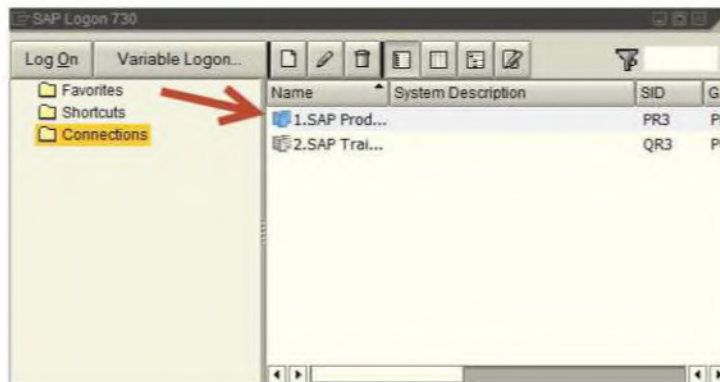 SAP Logon 730
Log On Variable Logon...
Favorites
Shortcuts
Connections
Name System Description SID G
1.SAP Prod... PR3 P
2.SAP Trai... QR3 P